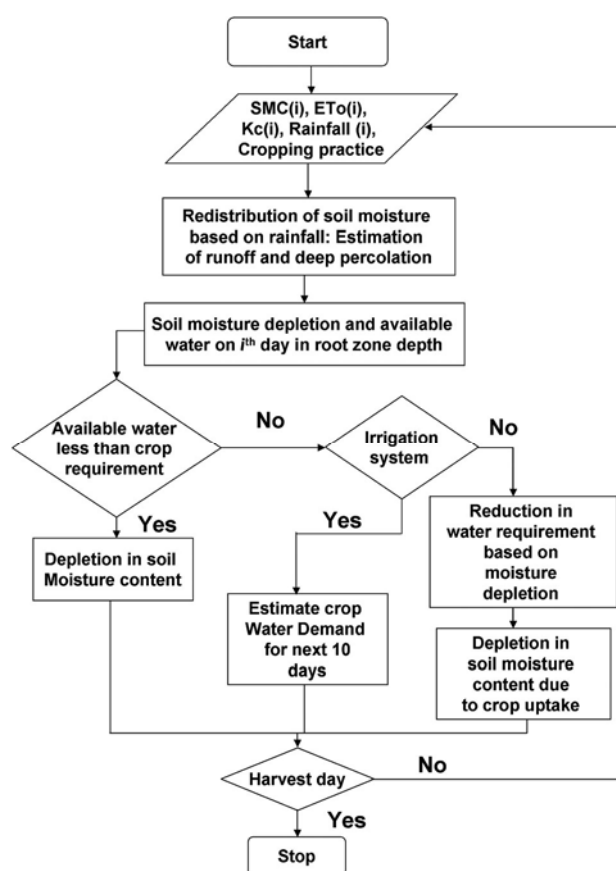 Start
SMC(i), ETo(i),
Kc(i), Rainfall (i),
Cropping practice
Redistribution of soil moisture
based on rainfall: Estimation
of runoff and deep percolation
Soil moisture depletion and available
water on ith day in root zone depth
Available water
less than crop
requirement
No
Irrigation
system
No
Yes
Yes
Depletion in soil
Moisture content
Estimate crop
Water Demand
for next 10
days
Reduction in
water requirement
based on
moisture
depletion
Depletion in
soil moisture
content due
to crop uptake
Harvest day
No
Yes
Stop